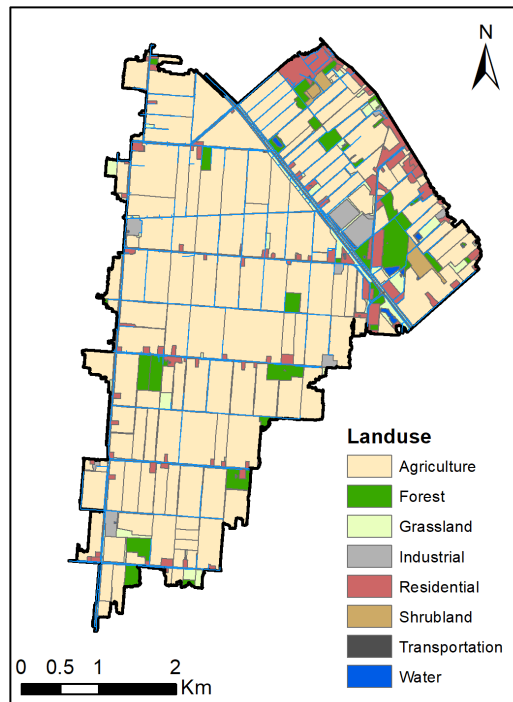 N
Landuse
Agriculture
Forest
Grassland
Industrial
Residential
Shrubland
Transportation
Water
0 0.5 1 2
Km